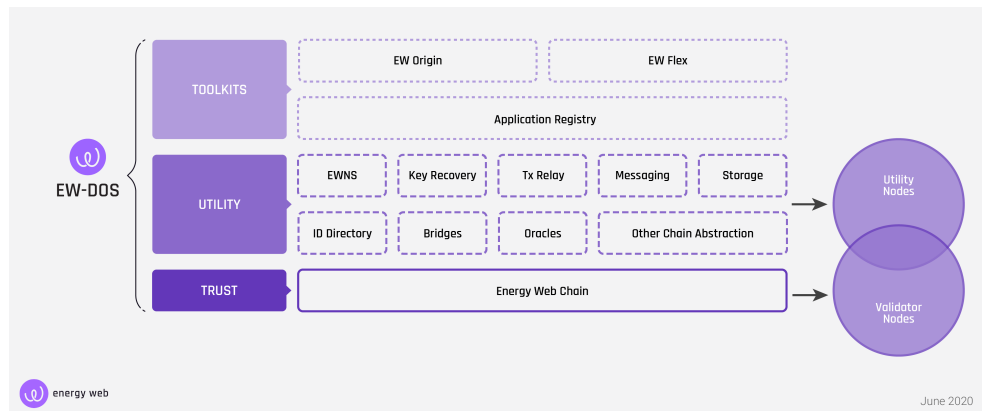 EW-DOS
TOOLKITS
EW Origin
EW Flex
Application Registry
UTILITY
EWNS
Key Recovery
Tx Relay
Messaging
Storage
ID Directory
Bridges
Oracles
Other Chain Abstraction
TRUST
Energy Web Chain
Utility
Nodes
Validator
Nodes
energy web
June 2020